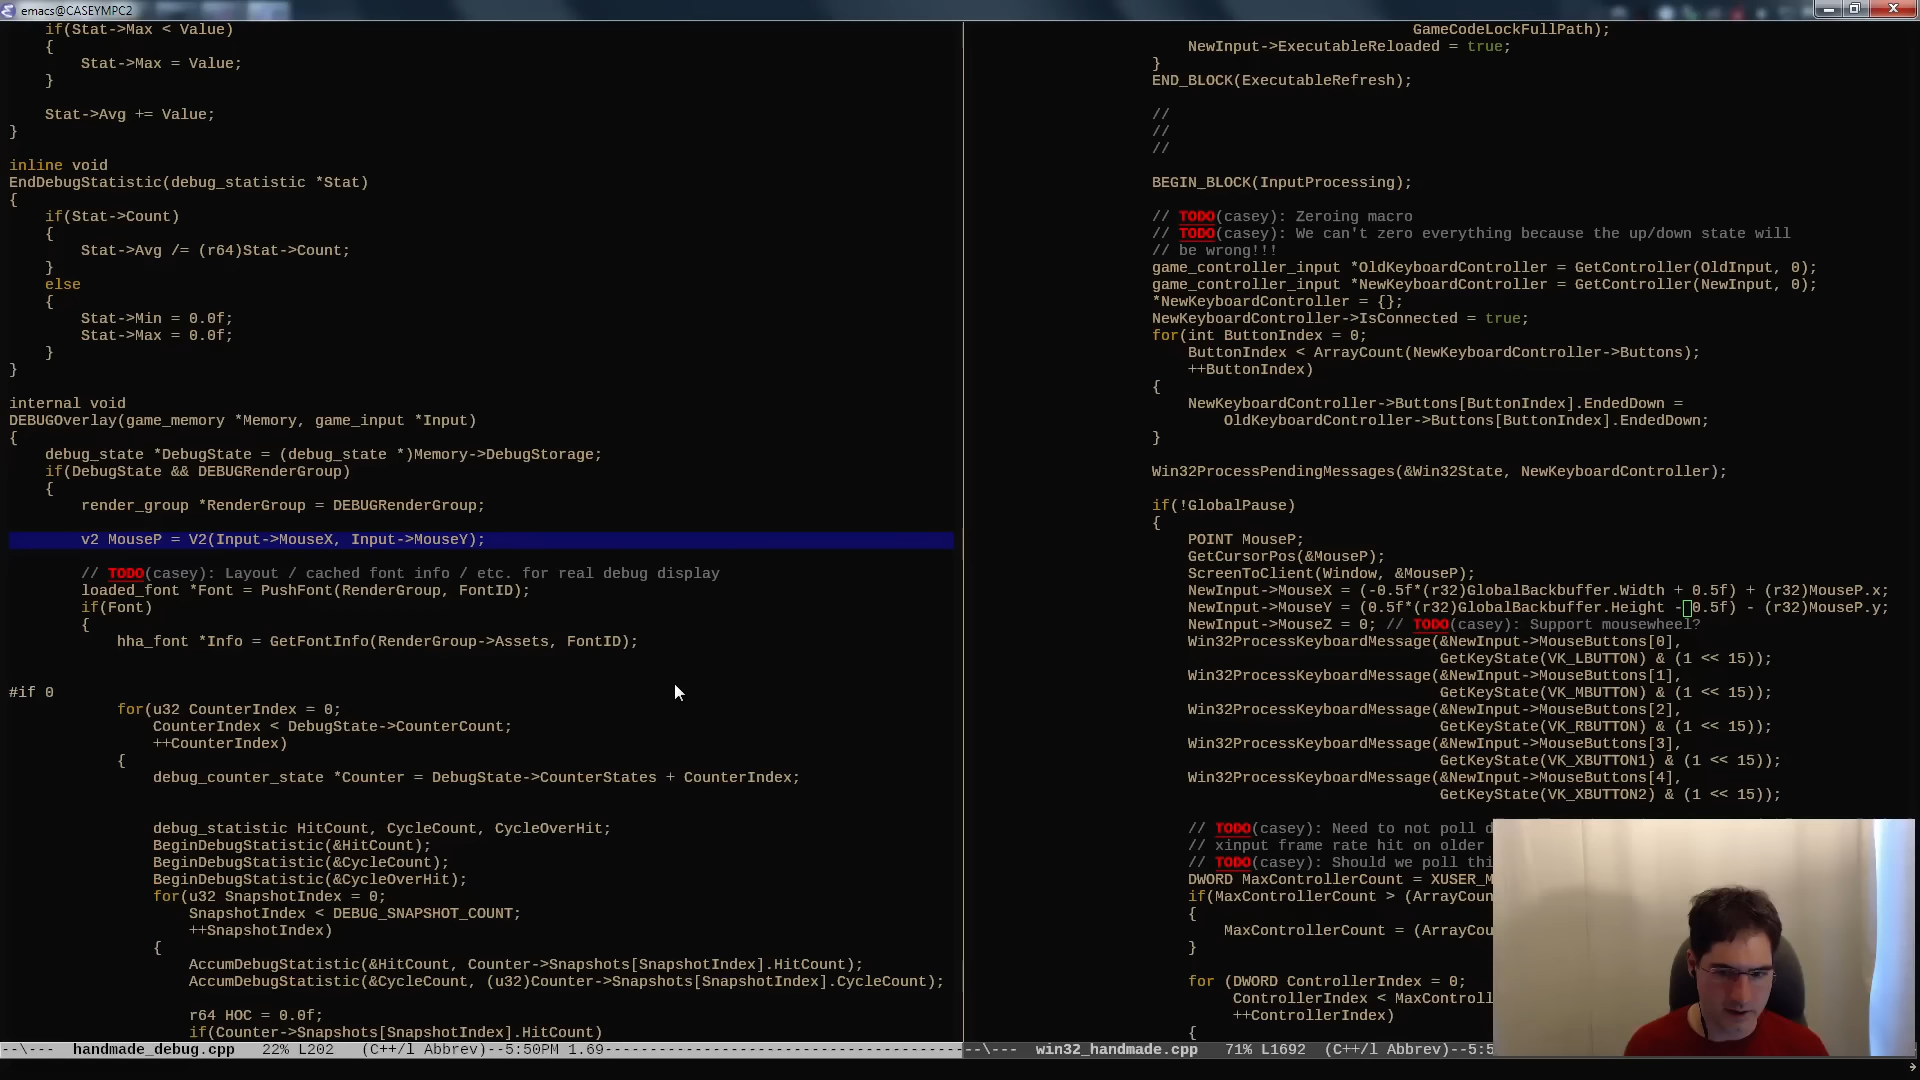 emacs@CASEYMPC2
if(Stat->Max < Value)
{
Stat->Max = Value;
}
Stat->Avg += Value;
}
inline void
EndDebugStatistic(debug_statistic *Stat)
{
if(Stat->Count)
{
Stat->Avg /= (r64)Stat->Count;
}
else
{
Stat->Min = 0.0f;
Stat->Max = 0.0f;
}
}
internal void
DEBUGOverlay(game_memory *Memory, game_input *Input)
{
debug_state *DebugState = (debug_state *)Memory->DebugStorage;
if(DebugState && DEBUGRenderGroup)
{
render_group *RenderGroup = DEBUGRenderGroup;
v2 MouseP = V2(Input->MouseX, Input->MouseY);
// TODO(casey): Layout / cached font info / etc. for real debug display
loaded_font *Font = PushFont(RenderGroup, FontID);
if(Font)
{
hha_font *Info = GetFontInfo(RenderGroup->Assets, FontID);
#if 0
for(u32 CounterIndex = 0;
CounterIndex < DebugState->CounterCount;
++CounterIndex)
{
debug_counter_state *Counter = DebugState->CounterStates + CounterIndex;
debug_statistic HitCount, CycleCount, CycleOverHit;
BeginDebugStatistic(&HitCount);
BeginDebugStatistic(&CycleCount);
BeginDebugStatistic(&CycleOverHit);
for(u32 SnapshotIndex = 0;
SnapshotIndex < DEBUG_SNAPSHOT_COUNT;
++SnapshotIndex)
{
AccumDebugStatistic(&HitCount, Counter->Snapshots[SnapshotIndex].HitCount);
AccumDebugStatistic(&CycleCount, (u32)Counter->Snapshots[SnapshotIndex].CycleCount);
r64 HOC = 0.0f;
if(Counter->Snapshots[SnapshotIndex].HitCount)
--\--- handmade_debug.cpp 22% L202 (C++/l Abbrev)--5:50PM 1.69---------------------------------------
GameCodeLockFullPath);
NewInput->ExecutableReloaded = true;
}
END_BLOCK(ExecutableRefresh);
//
//
//
BEGIN_BLOCK(InputProcessing);
// TODO(casey): Zeroing macro
// TODO(casey): We can't zero everything because the up/down state will
// be wrong!!!
game_controller_input *OldKeyboardController = GetController(OldInput, 0);
game_controller_input *NewKeyboardController = GetController(NewInput, 0);
*NewKeyboardController = {};
NewKeyboardController->IsConnected = true;
for(int ButtonIndex = 0;
ButtonIndex < ArrayCount(NewKeyboardController->Buttons);
++ButtonIndex)
{
NewKeyboardController->Buttons[ButtonIndex].EndedDown =
OldKeyboardController->Buttons[ButtonIndex].EndedDown;
}
Win32ProcessPendingMessages(&Win32State, NewKeyboardController);
if(!GlobalPause)
{
POINT MouseP;
GetCursorPos(&MouseP);
ScreenToClient(Window, &MouseP);
NewInput->MouseX = (-0.5f*(r32)GlobalBackbuffer.Width + 0.5f) + (r32)MouseP.x;
NewInput->MouseY = (0.5f*(r32)GlobalBackbuffer.Height - 0.5f) - (r32)MouseP.y;
NewInput->MouseZ = 0; // TODO(casey): Support mousewheel?
Win32ProcessKeyboardMessage(&NewInput->MouseButtons[0],
GetKeyState(VK_LBUTTON) & (1 << 15));
Win32ProcessKeyboardMessage(&NewInput->MouseButtons[1],
GetKeyState(VK_MBUTTON) & (1 << 15));
Win32ProcessKeyboardMessage(&NewInput->MouseButtons[2],
GetKeyState(VK_RBUTTON) & (1 << 15));
Win32ProcessKeyboardMessage(&NewInput->MouseButtons[3],
GetKeyState(VK_XBUTTON1) & (1 << 15));
Win32ProcessKeyboardMessage(&NewInput->MouseButtons[4],
GetKeyState(VK_XBUTTON2) & (1 << 15));
// TODO(casey): Need to not poll d
// xinput frame rate hit on older
// TODO(casey): Should we poll thi
DWORD MaxControllerCount = XUSER_M
if(MaxControllerCount > (ArrayCoun
{
MaxControllerCount = (ArrayCou
}
for (DWORD ControllerIndex = 0;
ControllerIndex < MaxControll
++ControllerIndex)
{
--\--- win32_handmade.cpp 71% L1692 (C++/l Abbrev)--5:5